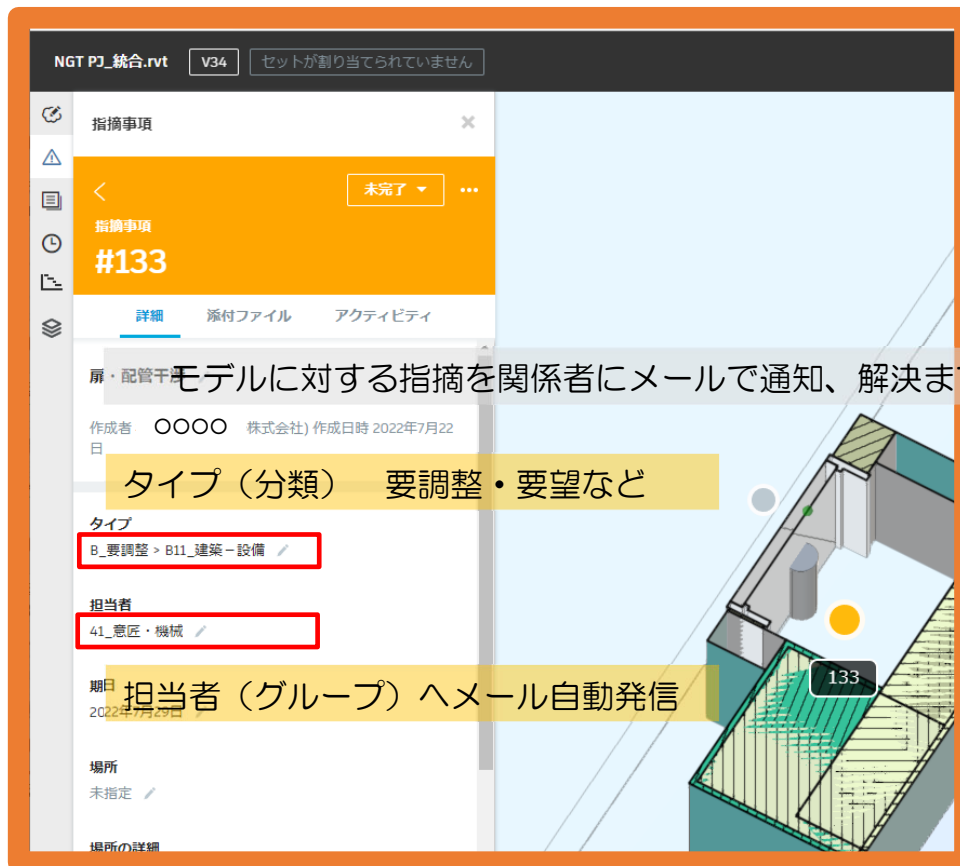 NGT PJ_統合.rvt V34 セットが割り当てられていません
指摘事項
未完了
指摘事項
#133
詳細 添付ファイル アクティビティ
扉・配管干渉
モデルに対する指摘を関係者にメールで通知、解決まで
作成者 〇〇〇〇 株式会社) 作成日時 2022年7月22
日
タイプ（分類） 要調整・要望など
タイプ
B_要調整 > B11_建築－設備
担当者
41_意匠・機械
担当者（グループ）へメール自動発信
期日
2022年7月29日
133
場所
未指定
場所の詳細